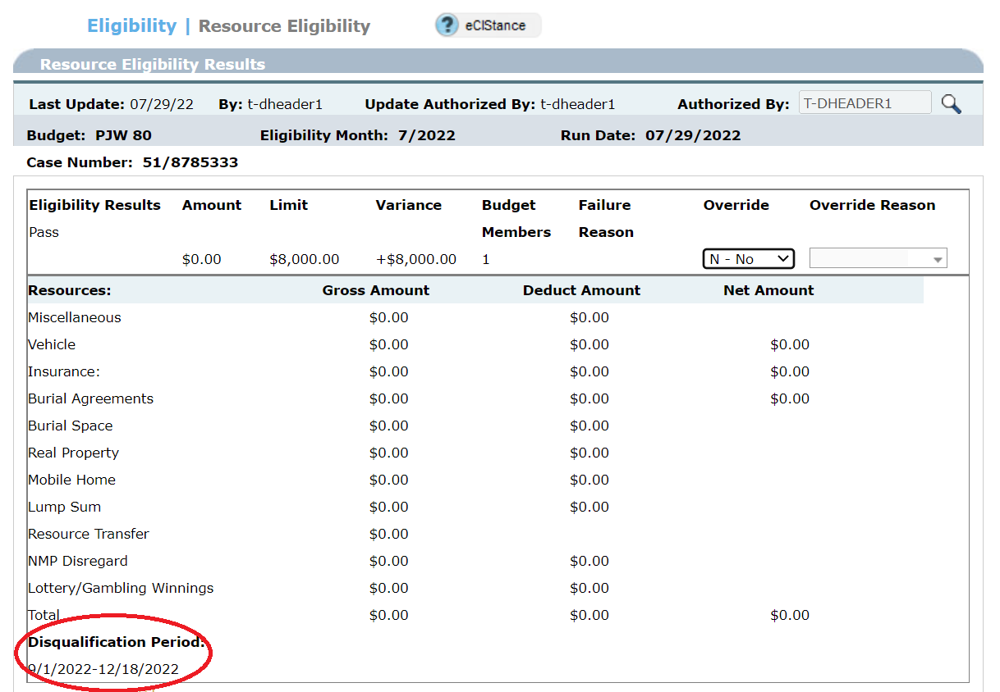 Eligibility | Resource Eligibility ? eCIStance
Resource Eligibility Results
Last Update: 07/29/22 By: t-dheader1 Update Authorized By: t-dheader1 Authorized By: T-DHEADER1
Budget: PJW 80 Eligibility Month: 7/2022 Run Date: 07/29/2022
Case Number: 51/8785333
Eligibility Results Amount Limit Variance Budget Failure Override Override Reason
Pass Members Reason
$0.00 $8,000.00 +$8,000.00 1 N - No
Resources: Gross Amount Deduct Amount Net Amount
Miscellaneous $0.00 $0.00
Vehicle $0.00 $0.00 $0.00
Insurance: $0.00 $0.00 $0.00
Burial Agreements $0.00 $0.00 $0.00
Burial Space $0.00 $0.00
Real Property $0.00 $0.00
Mobile Home $0.00 $0.00
Lump Sum $0.00 $0.00
Resource Transfer $0.00
NMP Disregard $0.00 $0.00
Lottery/Gambling Winnings $0.00 $0.00
Total $0.00 $0.00 $0.00
Disqualification Period:
9/1/2022-12/18/2022